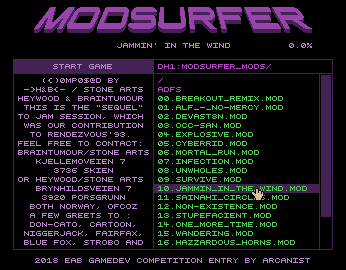 MODSURFER
JAMMIN' IN THE WIND 0.0%
START GAME
DH1:MODSURFER_MODS/
(C)0MP0$@D BY
->H&B<- / STONE ARTS
HEYWOOD & BRAINTUMOUR
THIS IS THE "SEQUEL"
TO JAM SESSION, WHICH
WAS OUR CONTRIBUTION
TO RENDEZVOUS'93.
FEEL FREE TO CONTACT:
BRAINTUMOUR/STONE ARTS
KJELLEMOVEIEN 7
3736 SKIEN
OR HEYWOOD/STONE ARTS
BRYNHILDSVEIEN 7
3920 PORSGRUNN
BOTH NORWAY, OFCOZ
A FEW GREETS TO :
DON-CATO, CARTOON,
NIGGERJACK, FAIRFAX,
BLUE FOX, STROBO AND
/
ADFS
00.BREAKOUT_REMIX.MOD
01.ALF_-_NO-MERCY.MOD
02.DEVAST8N.MOD
03.OCC-SAN.MOD
04.EXPLOSIVE.MOD
05.CYBERRID.MOD
06.MORTAL_RUN.MOD
07.INFECTION.MOD
08.UNWHOLES.MOD
09.SURVIVE.MOD
10.JAMMIN_IN_THE_WIND.MOD
11.SAINAHI_CIRCLES.MOD
12.NON-EXISTENCE.MOD
13.STUPEFACIENT.MOD
14.ONE_MORE_TIME.MOD
15.WANDERING.MOD
16.HAZZARDOUS_HORNS.MOD
2018 EAB GAMEDEV COMPETITION ENTRY BY ARCANIST